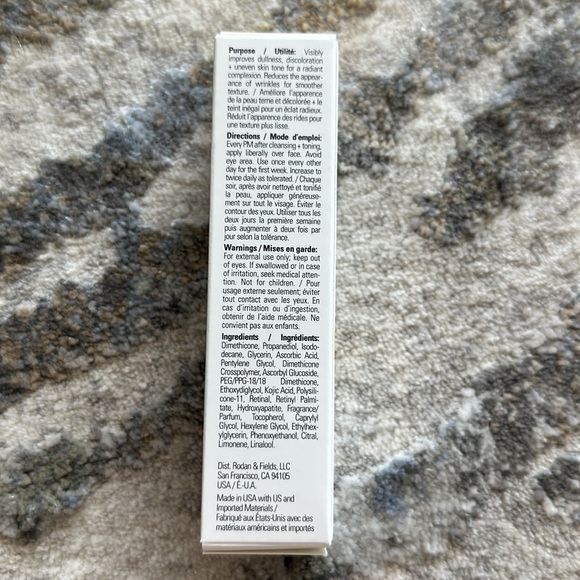 Purpose / Utilité: Visibly
improves dullness, discoloration
+ uneven skin tone for a radiant
complexion. Reduces the appear-
ance of wrinkles for smoother
texture. / Améliore l'apparence
de la peau terne et décolorée + le
teint inégal pour un éclat radieux.
Réduit l'apparence des rides pour
une texture plus lisse.
Directions / Mode d'emploi:
Every PM after cleansing + toning,
apply liberally over face. Avoid
eye area. Use once every other
day for the first week. Increase to
twice daily as tolerated. / Chaque
soir, après avoir nettoyé et tonifié
la peau, appliquer généreuse-
ment sur tout le visage. Éviter le
contour des yeux. Utiliser tous les
deux jours la première semaine
puis augmenter à deux fois par
jour selon la tolérance.
Warnings / Mises en garde:
For external use only; keep out
of eyes. If swallowed or in case
of irritation, seek medical atten-
tion. Not for children. / Pour
usage externe seulement; éviter
tout contact avec les yeux. En
cas d'irritation ou d'ingestion,
obtenir de l'aide médicale. Ne
convient pas aux enfants.
Ingredients / Ingrédients:
Dimethicone, Propanediol, Isodo-
decane, Glycerin, Ascorbic Acid,
Pentylene Glycol, Dimethicone
Crosspolymer, Ascorbyl Glucoside,
PEG/PPG-18/18 Dimethicone,
Ethoxydiglycol, Kojic Acid, Polysili-
cone-11, Retinal, Retinyl Palmi-
tate, Hydroxyapatite, Fragrance/
Parfum, Tocopherol, Caprylyl
Glycol, Hexylene Glycol, Ethylhex-
ylglycerin, Phenoxyethanol, Citral,
Limonene, Linalool.
Dist. Rodan & Fields, LLC
San Francisco, CA 94105
USA / É.-U.A.
Made in USA with US and
Imported Materials /
Fabriqué aux États-Unis avec des
matériaux américains et importés